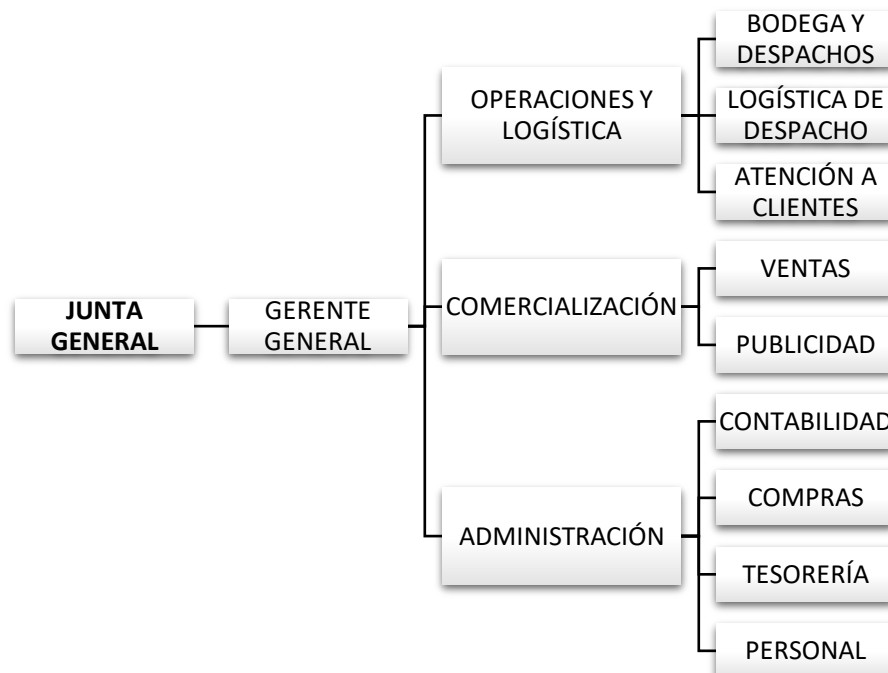 JUNTA
GENERAL
GERENTE
GENERAL
OPERACIONES Y
LOGÍSTICA
BODEGA Y
DESPACHOS
LOGÍSTICA DE
DESPACHO
ATENCIÓN A
CLIENTES
COMERCIALIZACIÓN
VENTAS
PUBLICIDAD
ADMINISTRACIÓN
CONTABILIDAD
COMPRAS
TESORERÍA
PERSONAL